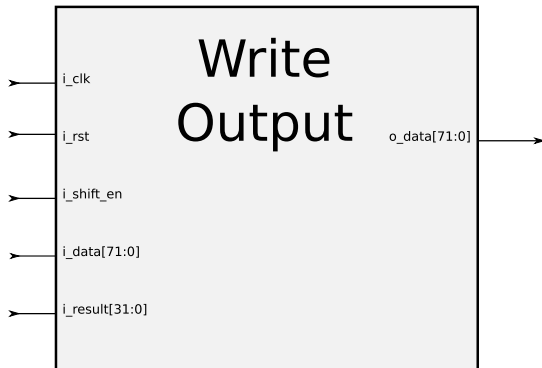 Write
Output
i_clk
i_rst
o_data[71:0]
i_shift_en
i_data[71:0]
i_result[31:0]